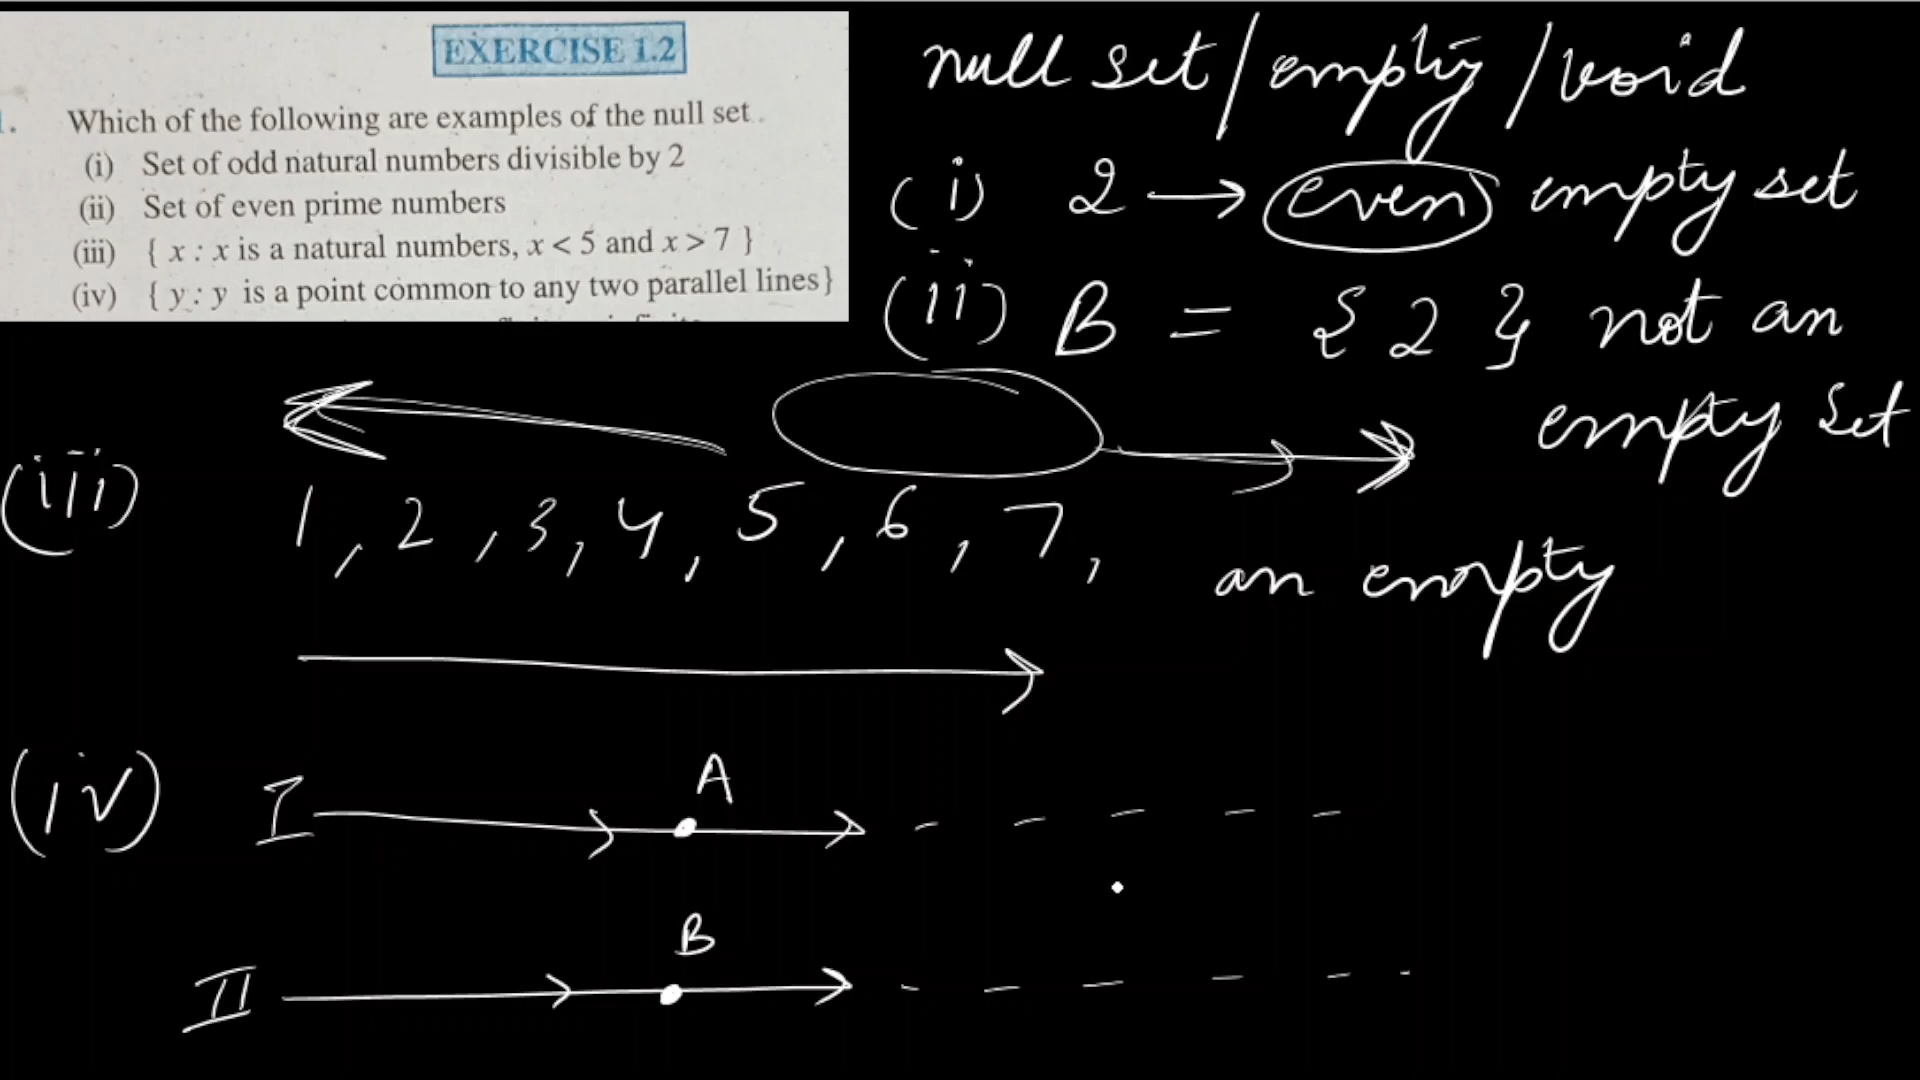 EXERCISE 1.2
1. Which of the following are examples of the null set
(i) Set of odd natural numbers divisible by 2
(ii) Set of even prime numbers
(iii) { x : x is a natural numbers, x < 5 and x > 7 }
(iv) { y : y is a point common to any two parallel lines}
null set / empty / void
(i) 2 → even empty set
(ii) B = { 2 } not an
empty set
(iii) 1, 2, 3, 4, 5, 6, 7,
an empty
(iv) I A
II B